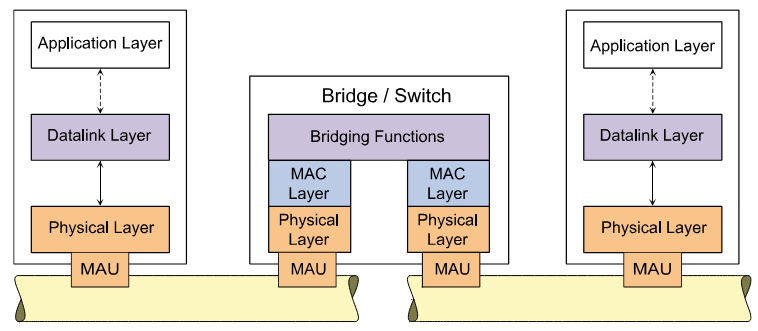 Application Layer
Datalink Layer
Physical Layer
MAU
Bridge / Switch
Bridging Functions
MAC
Layer
Physical
Layer
MAU
MAC
Layer
Physical
Layer
MAU
Application Layer
Datalink Layer
Physical Layer
MAU